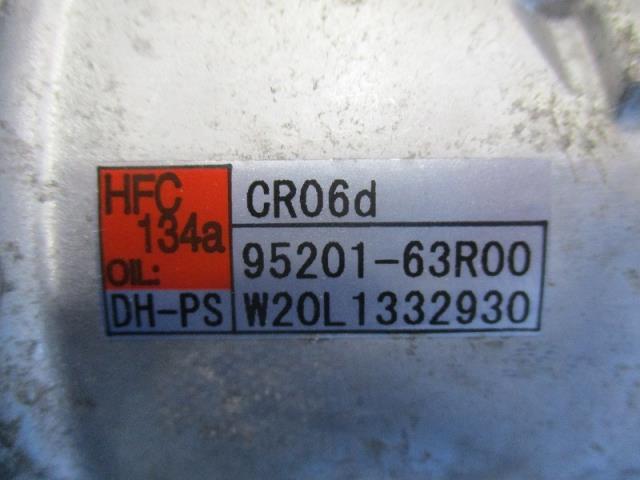 HFC
134a
OIL:
DH-PS
CR06d
95201-63R00
W20L1332930